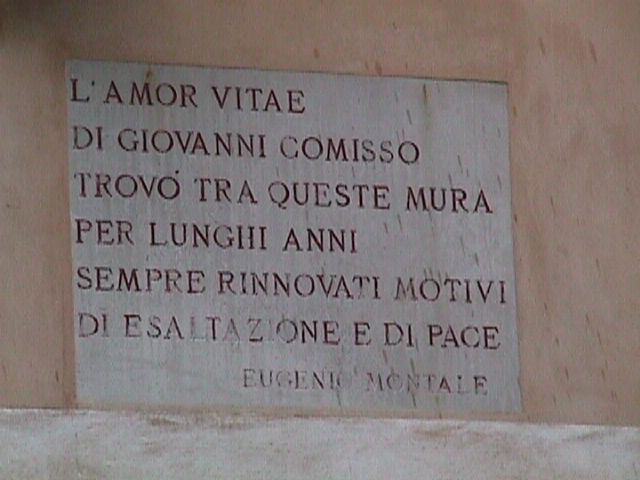 L'AMOR VITAE
DI GIOVANNI COMISSO
TROVÓ TRA QUESTE MURA
PER LUNGHI ANNI
SEMPRE RINNOVATI MOTIVI
DI ESALTAZIONE E DI PACE
EUGENIO MONTALE